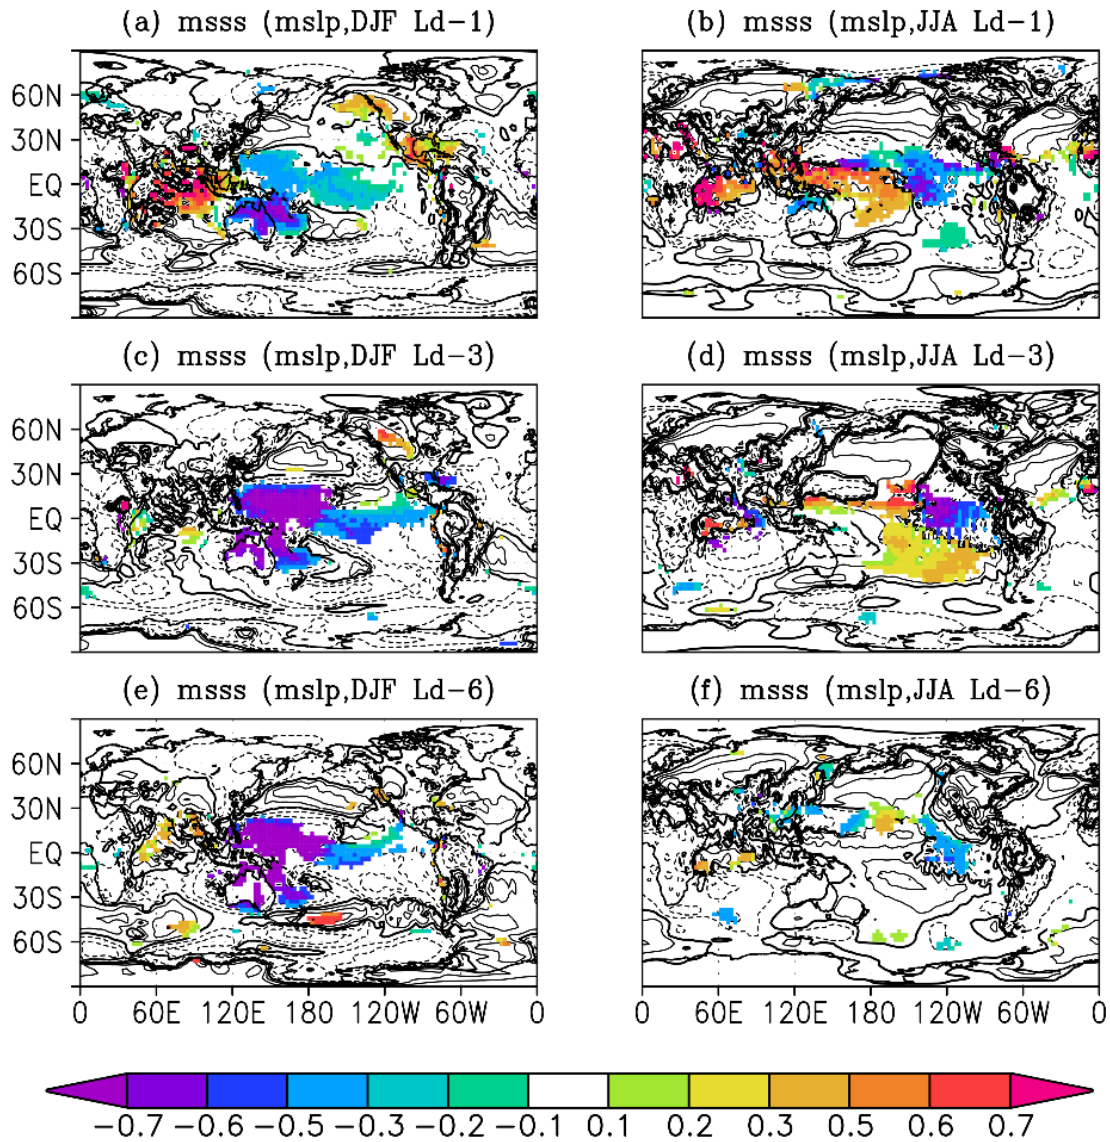 (a) msss (mslp,DJF Ld−1) (b) msss (mslp,JJA Ld−1)
60N
30N
EQ
30S
60S
(c) msss (mslp,DJF Ld−3) (d) msss (mslp,JJA Ld−3)
60N
30N
EQ
30S
60S
(e) msss (mslp,DJF Ld−6) (f) msss (mslp,JJA Ld−6)
60N
30N
EQ
30S
60S
0 60E 120E 180 120W 60W 0 0 60E 120E 180 120W 60W 0
−0.7 −0.6 −0.5 −0.3 −0.2 −0.1 0.1 0.2 0.3 0.5 0.6 0.7